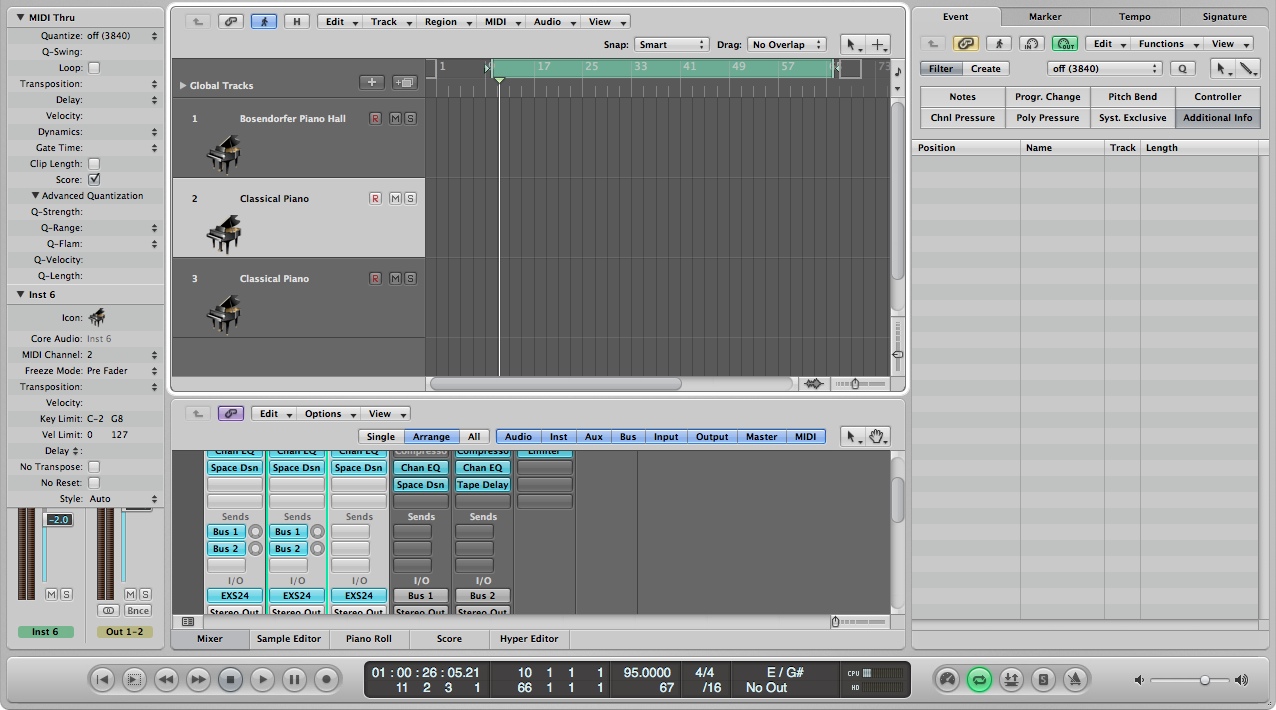 MIDI Thru
Quantize: off (3840)
Q-Swing:
Loop:
Transposition:
Delay:
Velocity:
Dynamics:
Gate Time:
Clip Length:
Score:
Advanced Quantization
Q-Strength:
Q-Range:
Q-Flam:
Q-Velocity:
Q-Length:
Inst 6
Icon:
Core Audio: Inst 6
MIDI Channel: 2
Freeze Mode: Pre Fader
Transposition:
Velocity:
Key Limit: C-2 G8
Vel Limit: 0 127
Delay
No Transpose:
No Reset:
Style: Auto
-2.0
M S M S
Bnce
Inst 6 Out 1-2
H Edit Track Region MIDI Audio View
Snap: Smart Drag: No Overlap
1 17 25 33 41 49 57 73
Global Tracks
1 Bosendorfer Piano Hall R M S
2 Classical Piano R M S
3 Classical Piano R M S
Edit Options View
Single Arrange All Audio Inst Aux Bus Input Output Master MIDI
Chan EQ Chan EQ Chan EQ Compresso Compresso Limiter
Space Dsn Space Dsn Space Dsn Chan EQ Chan EQ
Space Dsn Tape Delay
Sends Sends Sends Sends Sends
Bus 1 Bus 1
Bus 2 Bus 2
I/O I/O I/O I/O I/O
EXS24 EXS24 EXS24 Bus 1 Bus 2
Stereo Out Stereo Out Stereo Out Stereo Out Stereo Out
Mixer Sample Editor Piano Roll Score Hyper Editor
Event Marker Tempo Signature
IN OUT Edit Functions View
Filter Create off (3840) Q
Notes Progr. Change Pitch Bend Controller
Chnl Pressure Poly Pressure Syst. Exclusive Additional Info
Position Name Track Length
01 : 00 : 26 : 05.21 10 1 1 1 95.0000 4/4 E / G# CPU
11 2 3 1 66 1 1 1 67 /16 No Out HD
S